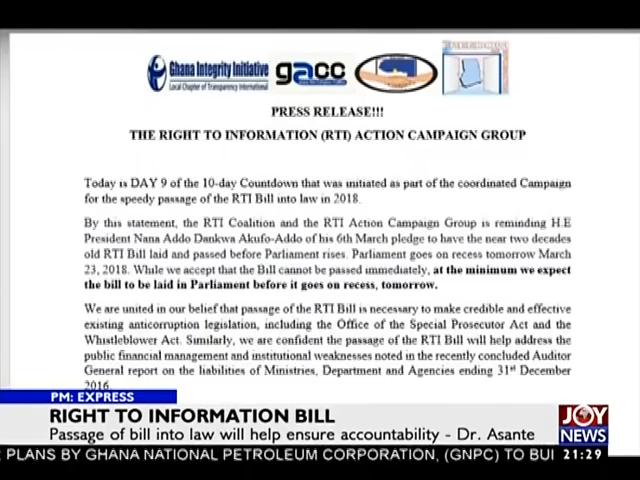 Ghana Integrity Initiative
Local Chapter of Transparency International
gacc
PRESS RELEASE!!!
THE RIGHT TO INFORMATION (RTI) ACTION CAMPAIGN GROUP
Today is DAY 9 of the 10-day Countdown that was initiated as part of the coordinated Campaign
for the speedy passage of the RTI Bill into law in 2018.
By this statement, the RTI Coalition and the RTI Action Campaign Group is reminding H.E
President Nana Addo Dankwa Akufo-Addo of his 6th March pledge to have the near two decades
old RTI Bill laid and passed before Parliament rises. Parliament goes on recess tomorrow March
23, 2018. While we accept that the Bill cannot be passed immediately, at the minimum we expect
the bill to be laid in Parliament before it goes on recess, tomorrow.
We are united in our belief that passage of the RTI Bill is necessary to make credible and effective
existing anticorruption legislation, including the Office of the Special Prosecutor Act and the
Whistleblower Act. Similarly, we are confident the passage of the RTI Bill will help address the
public financial management and institutional weaknesses noted in the recently concluded Auditor
General report on the liabilities of Ministries, Department and Agencies ending 31st December
2016.
PM: EXPRESS
RIGHT TO INFORMATION BILL
Passage of bill into law will help ensure accountability - Dr. Asante
JOY
NEWS
PLANS BY GHANA NATIONAL PETROLEUM CORPORATION, (GNPC) TO BUI
21:29